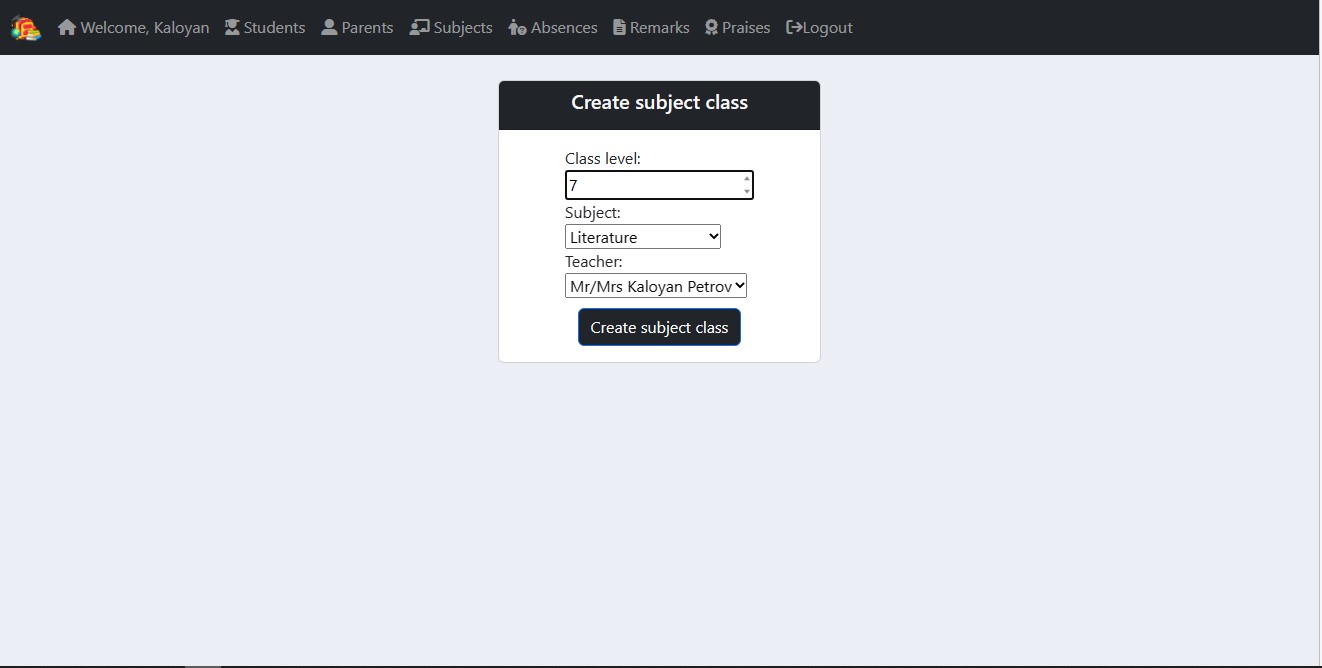 Welcome, Kaloyan Students Parents Subjects Absences Remarks Praises Logout
Create subject class
Class level:
7
Subject:
Literature
Teacher:
Mr/Mrs Kaloyan Petrov
Create subject class